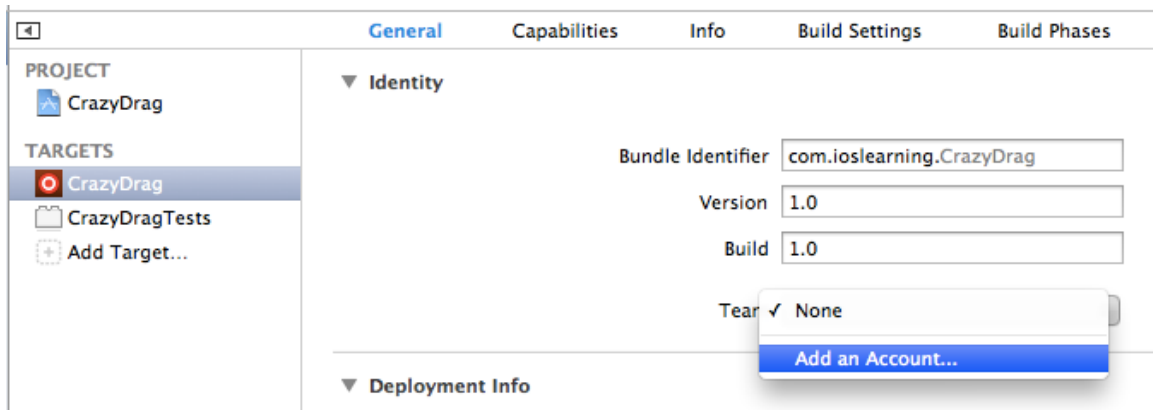 General Capabilities Info Build Settings Build Phases
PROJECT
CrazyDrag
TARGETS
CrazyDrag
CrazyDragTests
Add Target...
Identity
Bundle Identifier com.ioslearning.CrazyDrag
Version 1.0
Build 1.0
Tear ✓ None
Add an Account...
Deployment Info